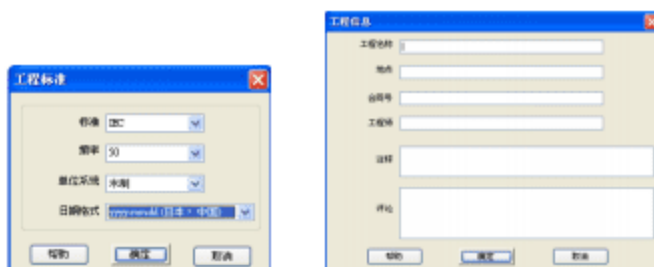 工程标准
标准 IEC
频率 50
单位系统 米制
日期格式 yyyy-mm-dd (日本, 中国)
帮助 确定 取消
工程信息
工程名称
地点
合同号
工程师
注释
评论
帮助 确定 取消